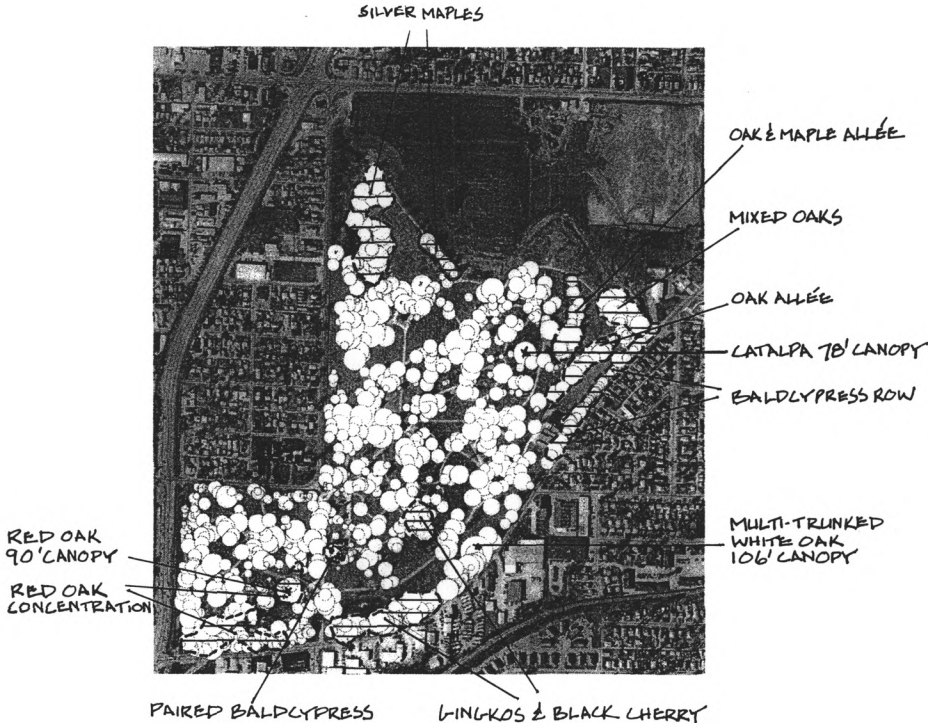 SILVER MAPLES
OAK & MAPLE ALLÉE
MIXED OAKS
OAK ALLÉE
CATALPA 78' CANOPY
BALDCYPRESS ROW
MULTI-TRUNKED
WHITE OAK
106' CANOPY
RED OAK
90' CANOPY
RED OAK
CONCENTRATION
PAIRED BALDCYPRESS
GINGKOS & BLACK CHERRY